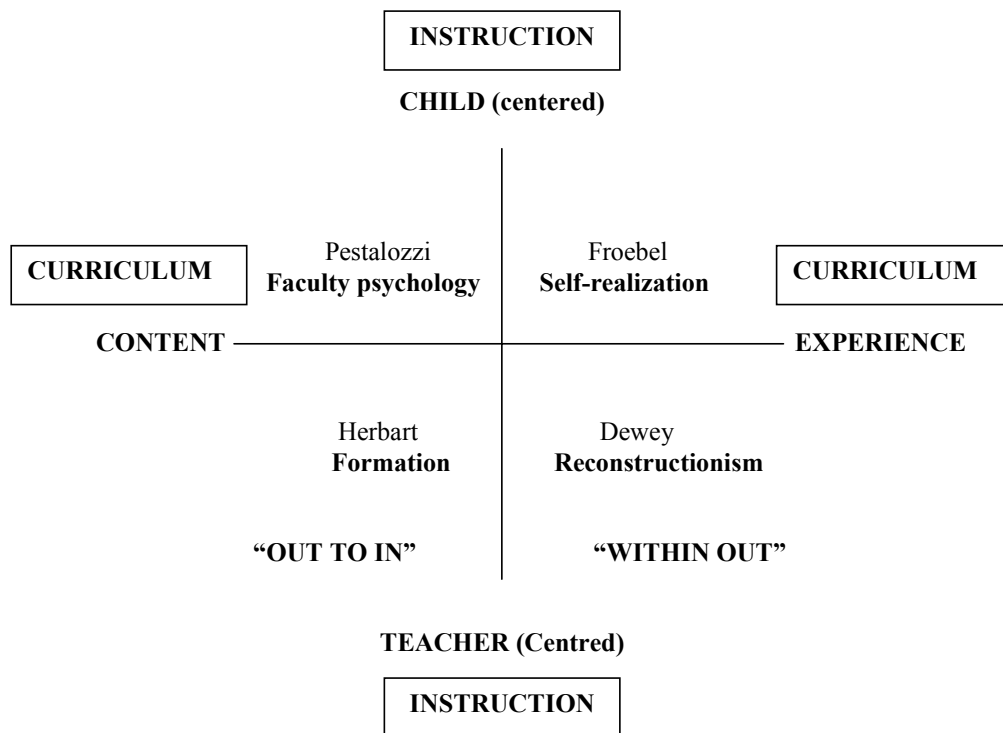 INSTRUCTION
CHILD (centered)
Pestalozzi
Faculty psychology
Froebel
Self-realization
CURRICULUM
CURRICULUM
CONTENT
EXPERIENCE
Herbart
Formation
Dewey
Reconstructionism
“OUT TO IN”
“WITHIN OUT”
TEACHER (Centred)
INSTRUCTION